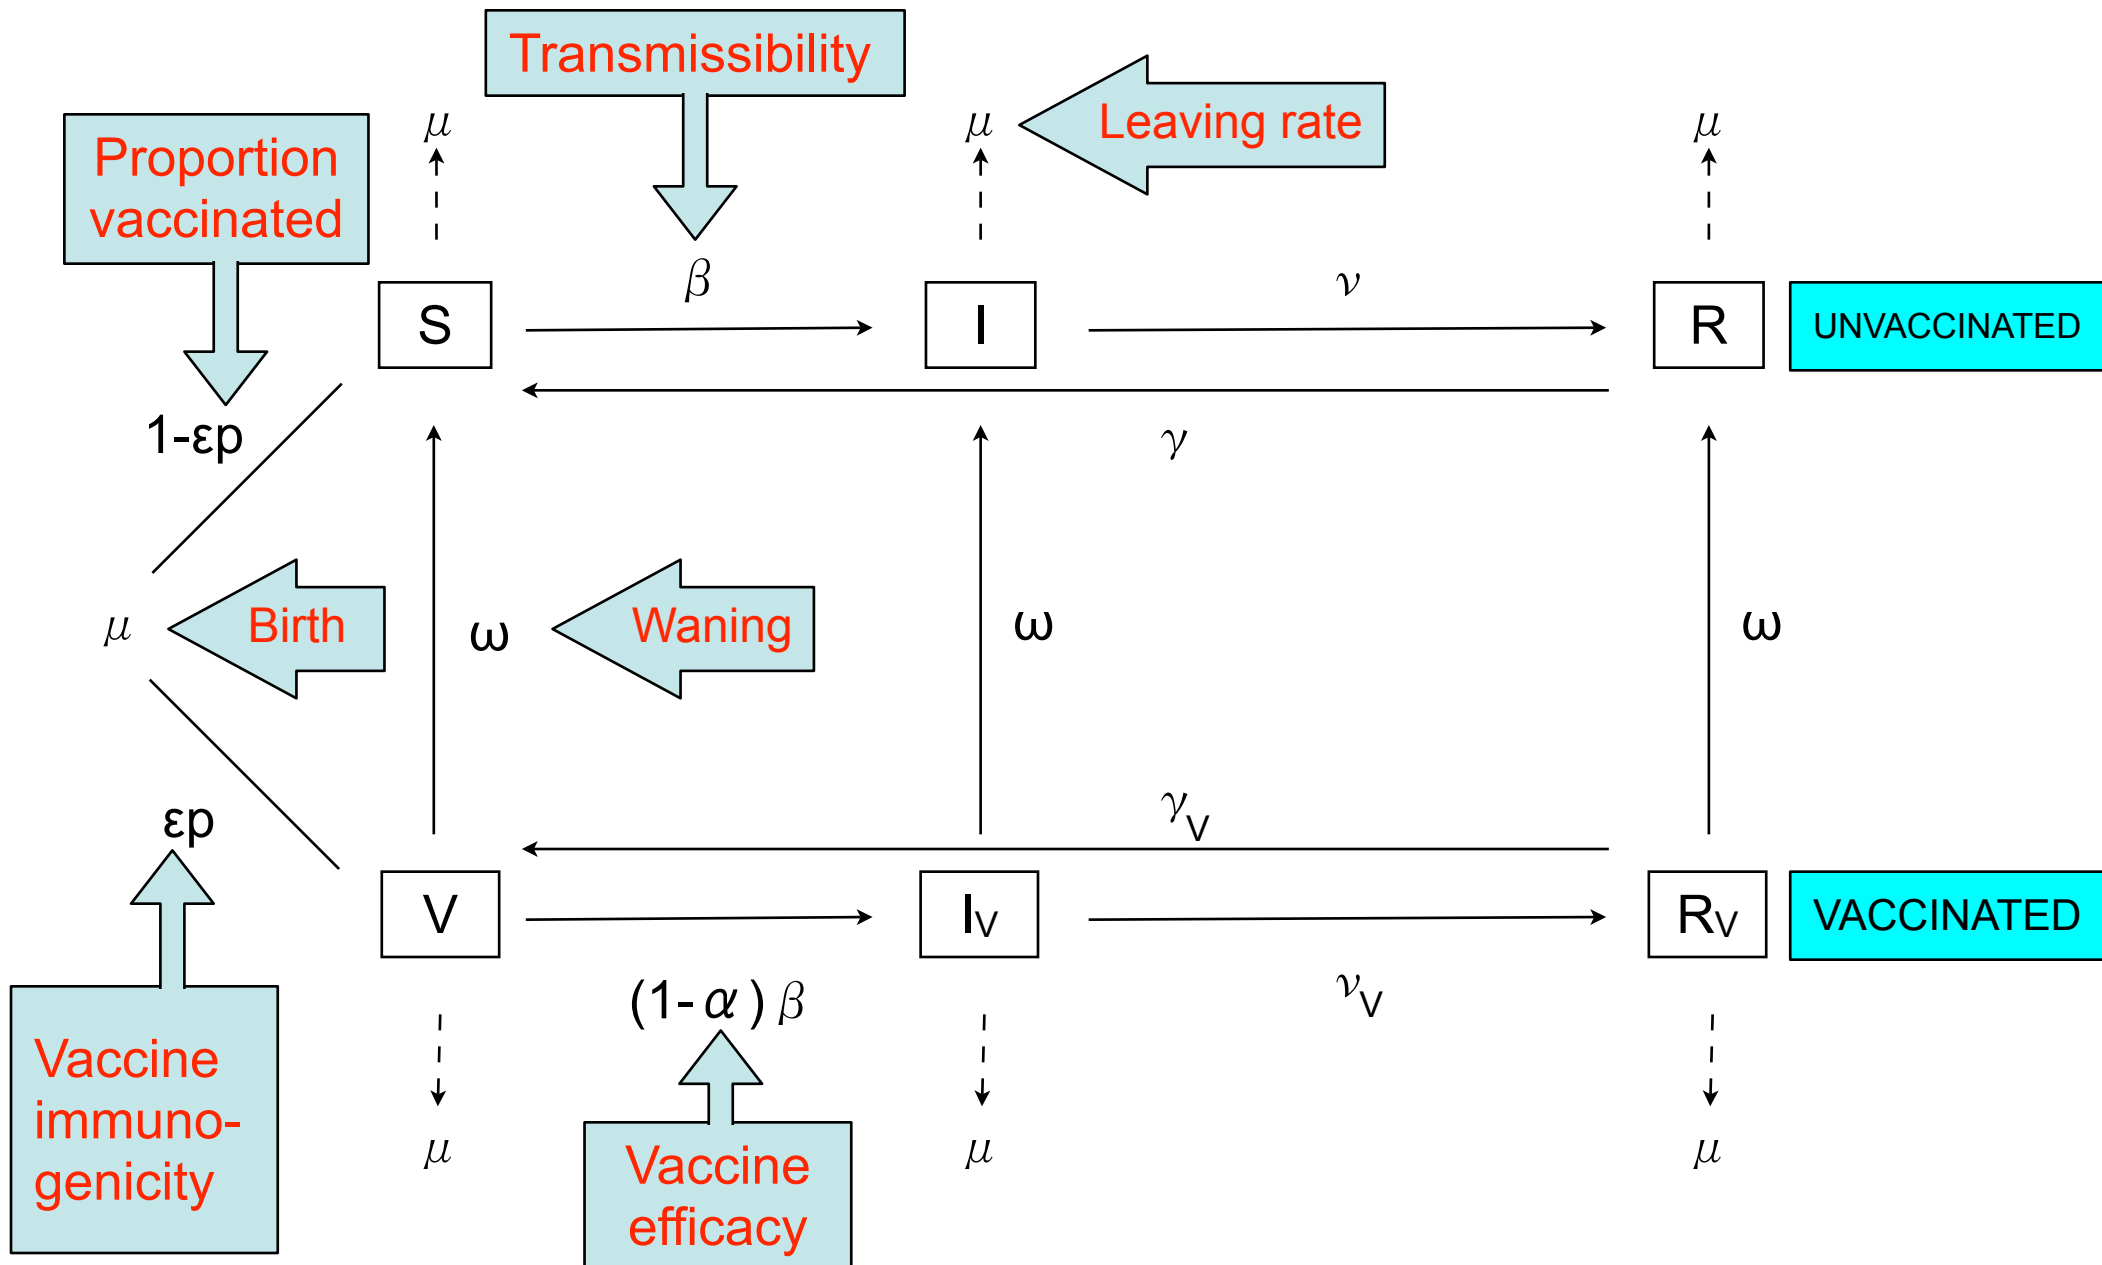 Transmissibility
μ
μ
Leaving rate
μ
Proportion
vaccinated
β
ν
S
I
R
UNVACCINATED
1-εp
γ
μ
Birth
ω
Waning
ω
ω
εp
γV
V
IV
RV
VACCINATED
(1-α)β
νV
Vaccine
immuno-
genicity
μ
μ
μ
Vaccine
efficacy